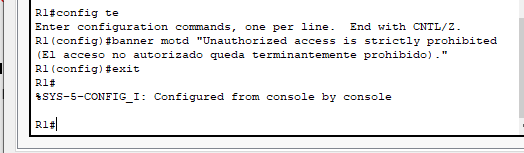 R1#config te
Enter configuration commands, one per line.  End with CNTL/Z.
R1(config)#banner motd "Unauthorized access is strictly prohibited
(El acceso no autorizado queda terminantemente prohibido)."
R1(config)#exit
R1#
%SYS-5-CONFIG_I: Configured from console by console
R1#